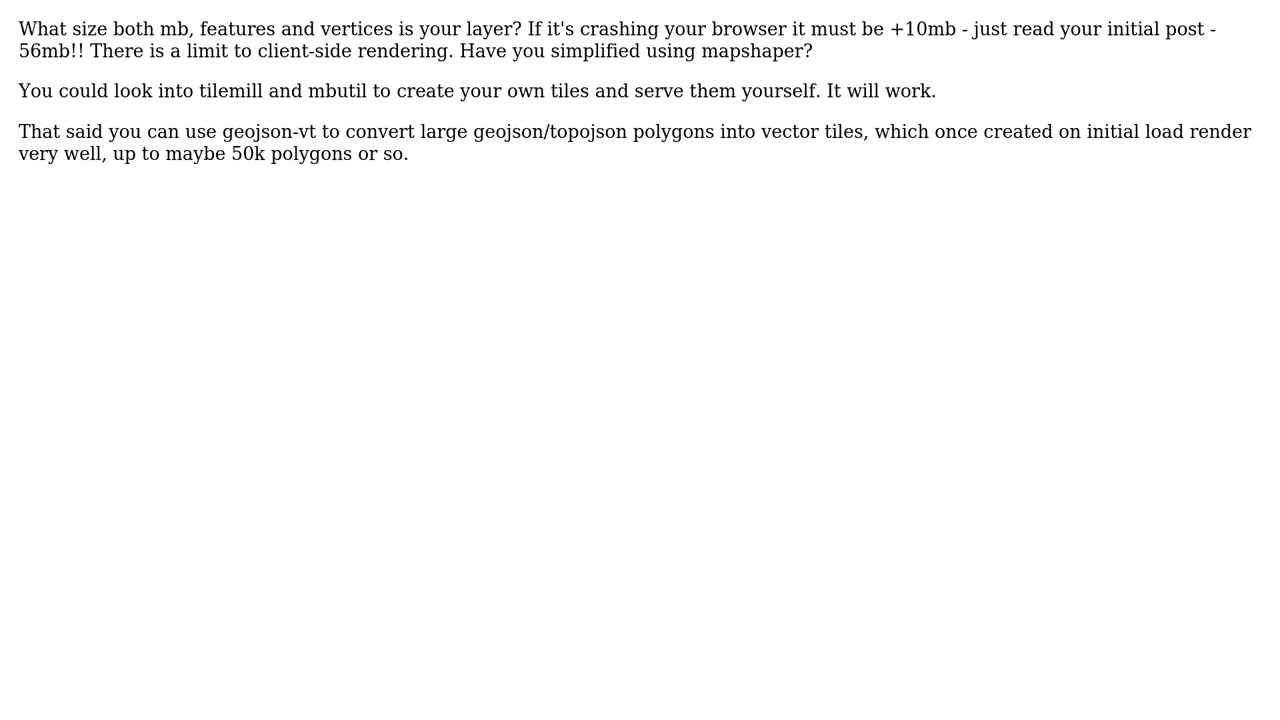 What size both mb, features and vertices is your layer? If it's crashing your browser it must be +10mb - just read your initial post -
56mb!! There is a limit to client-side rendering. Have you simplified using mapshaper?
You could look into tilemill and mbutil to create your own tiles and serve them yourself. It will work.
That said you can use geojson-vt to convert large geojson/topojson polygons into vector tiles, which once created on initial load render
very well, up to maybe 50k polygons or so.